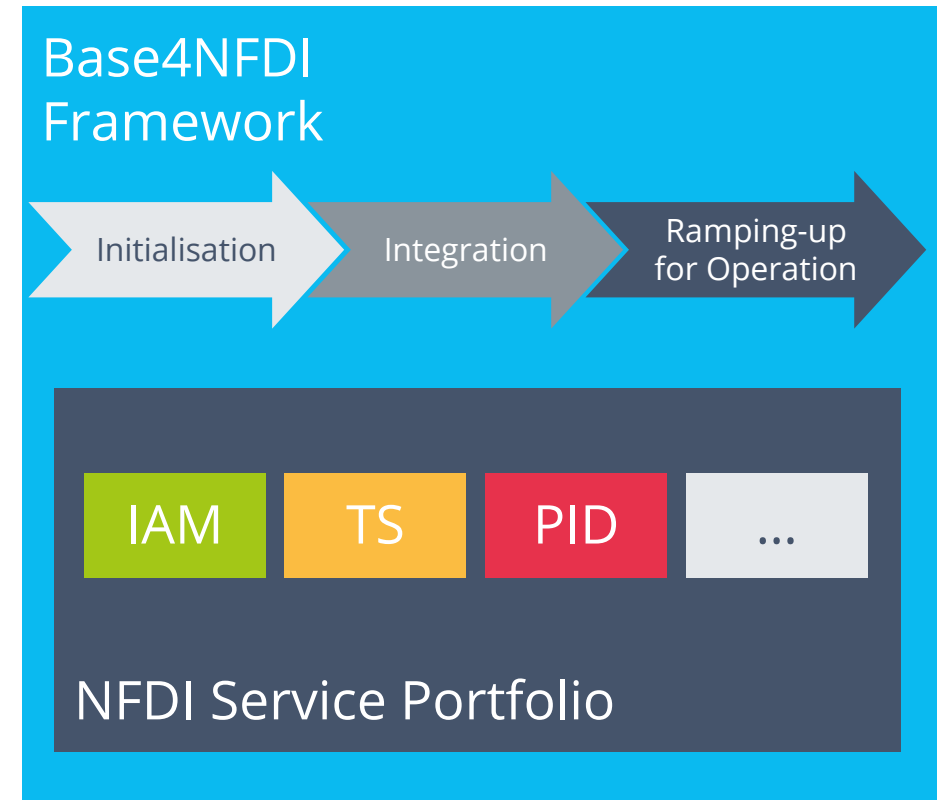 Base4NFDI
Framework
Initialisation
Integration
Ramping-up
for Operation
IAM
TS
PID
...
NFDI Service Portfolio